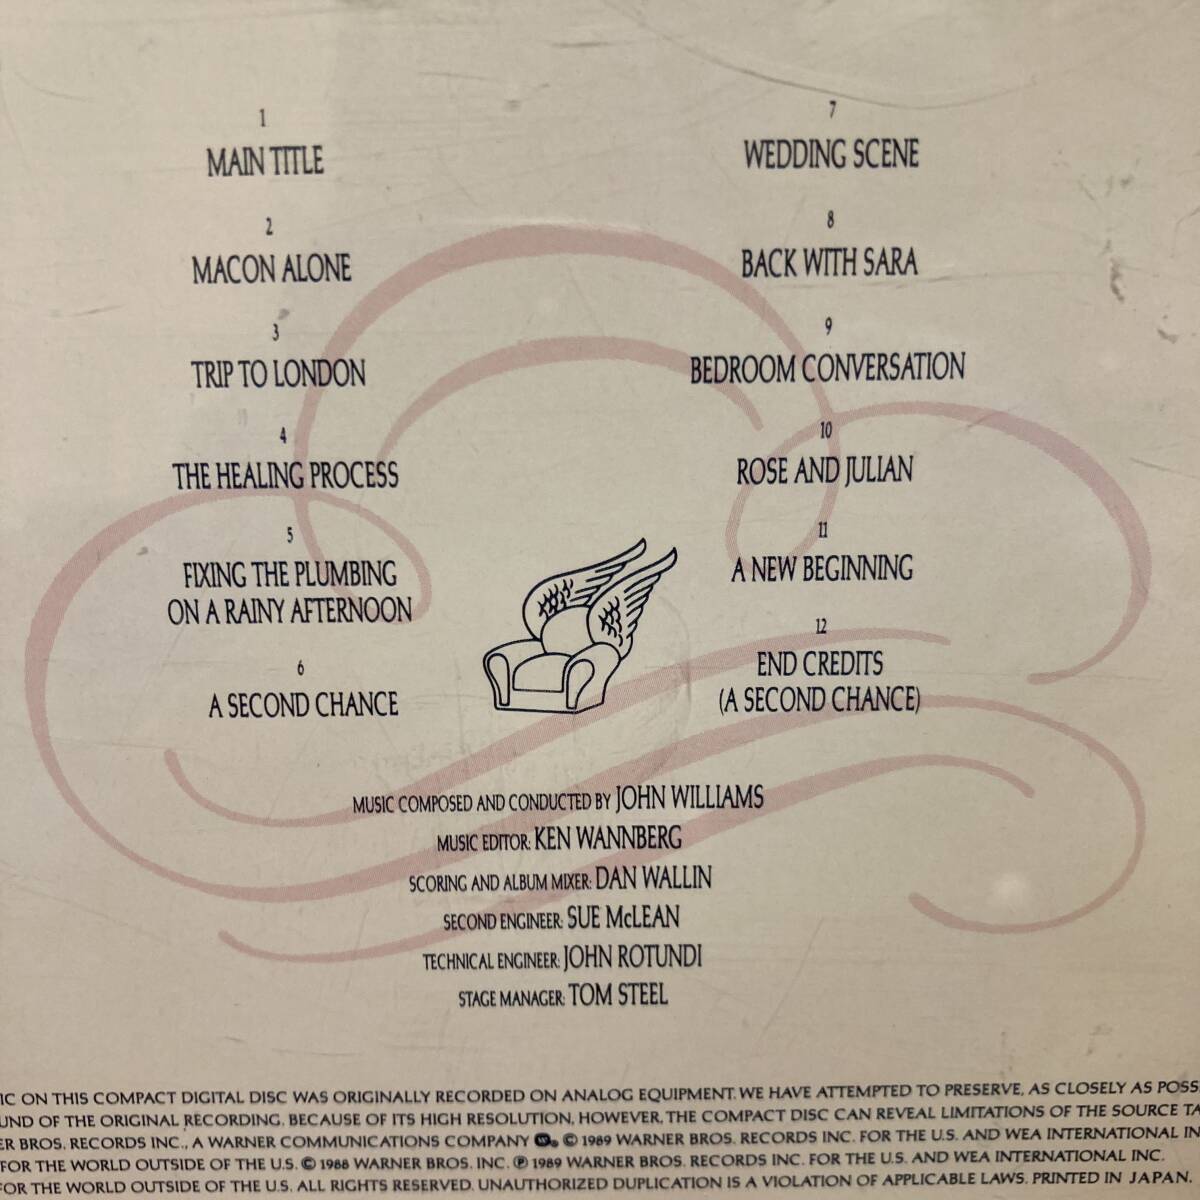 1
MAIN TITLE
2
MACON ALONE
3
TRIP TO LONDON
4
THE HEALING PROCESS
5
FIXING THE PLUMBING
ON A RAINY AFTERNOON
6
A SECOND CHANCE
7
WEDDING SCENE
8
BACK WITH SARA
9
BEDROOM CONVERSATION
10
ROSE AND JULIAN
11
A NEW BEGINNING
12
END CREDITS
(A SECOND CHANCE)
MUSIC COMPOSED AND CONDUCTED BY JOHN WILLIAMS
MUSIC EDITOR: KEN WANNBERG
SCORING AND ALBUM MIXER: DAN WALLIN
SECOND ENGINEER: SUE McLEAN
TECHNICAL ENGINEER: JOHN ROTUNDI
STAGE MANAGER: TOM STEEL
IC ON THIS COMPACT DIGITAL DISC WAS ORIGINALLY RECORDED ON ANALOG EQUIPMENT. WE HAVE ATTEMPTED TO PRESERVE, AS CLOSELY AS POSS
UND OF THE ORIGINAL RECORDING. BECAUSE OF ITS HIGH RESOLUTION, HOWEVER, THE COMPACT DISC CAN REVEAL LIMITATIONS OF THE SOURCE TA
ER BROS. RECORDS INC., A WARNER COMMUNICATIONS COMPANY ® © 1989 WARNER BROS. RECORDS INC. FOR THE U.S. AND WEA INTERNATIONAL IN
FOR THE WORLD OUTSIDE OF THE U.S. © 1988 WARNER BROS. INC. ℗ 1989 WARNER BROS. RECORDS INC. FOR THE U.S. AND WEA INTERNATIONAL INC.
FOR THE WORLD OUTSIDE OF THE U.S. ALL RIGHTS RESERVED. UNAUTHORIZED DUPLICATION IS A VIOLATION OF APPLICABLE LAWS. PRINTED IN JAPAN.